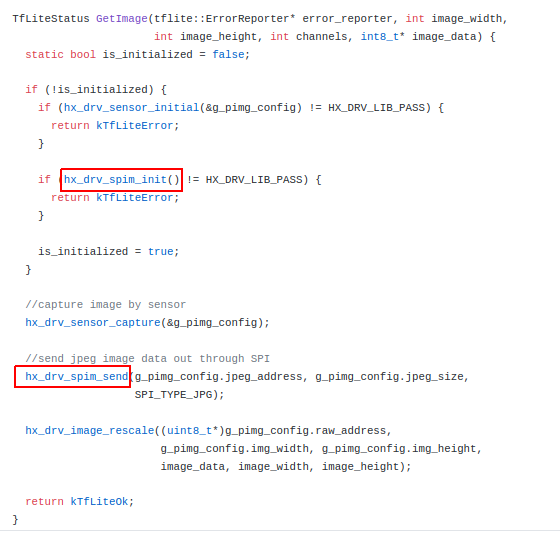 TfLiteStatus GetImage(tflite::ErrorReporter* error_reporter, int image_width,
int image_height, int channels, int8_t* image_data) {
static bool is_initialized = false;
if (!is_initialized) {
if (hx_drv_sensor_initial(&g_pimg_config) != HX_DRV_LIB_PASS) {
return kTfLiteError;
}
if (hx_drv_spim_init() != HX_DRV_LIB_PASS) {
return kTfLiteError;
}
is_initialized = true;
}
//capture image by sensor
hx_drv_sensor_capture(&g_pimg_config);
//send jpeg image data out through SPI
hx_drv_spim_send(g_pimg_config.jpeg_address, g_pimg_config.jpeg_size,
SPI_TYPE_JPG);
hx_drv_image_rescale((uint8_t*)g_pimg_config.raw_address,
g_pimg_config.img_width, g_pimg_config.img_height,
image_data, image_width, image_height);
return kTfLiteOk;
}